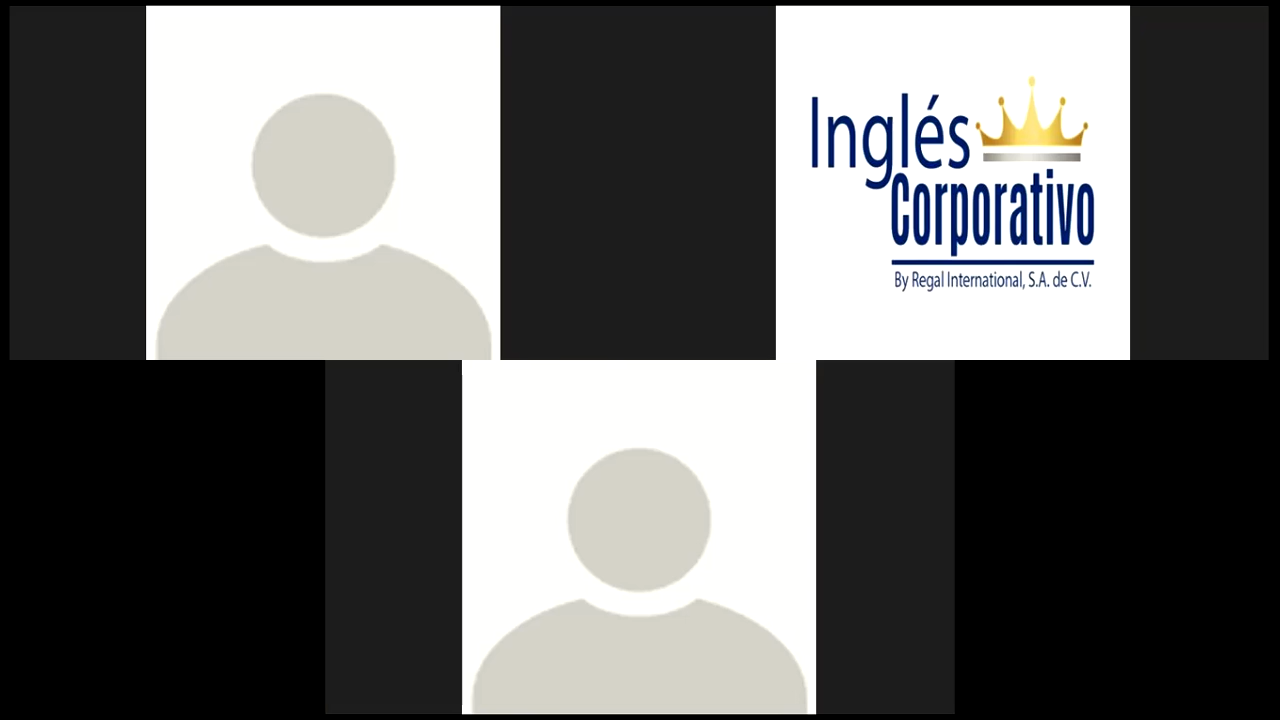 Inglés
Corporativo
By Regal International, S.A. de C.V.